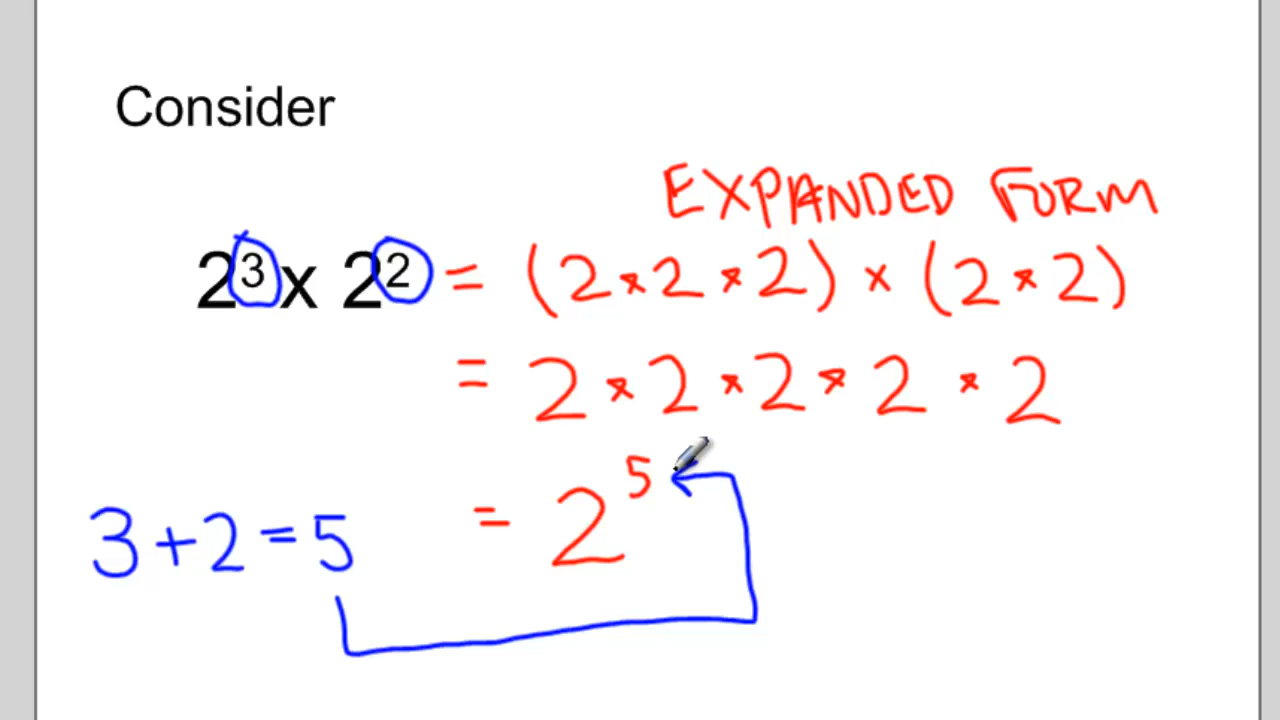 Consider
EXPANDED FORM
2³ x 2² = (2 × 2 × 2) × (2 × 2)
= 2 × 2 × 2 × 2 × 2
3+2=5 = 2⁵